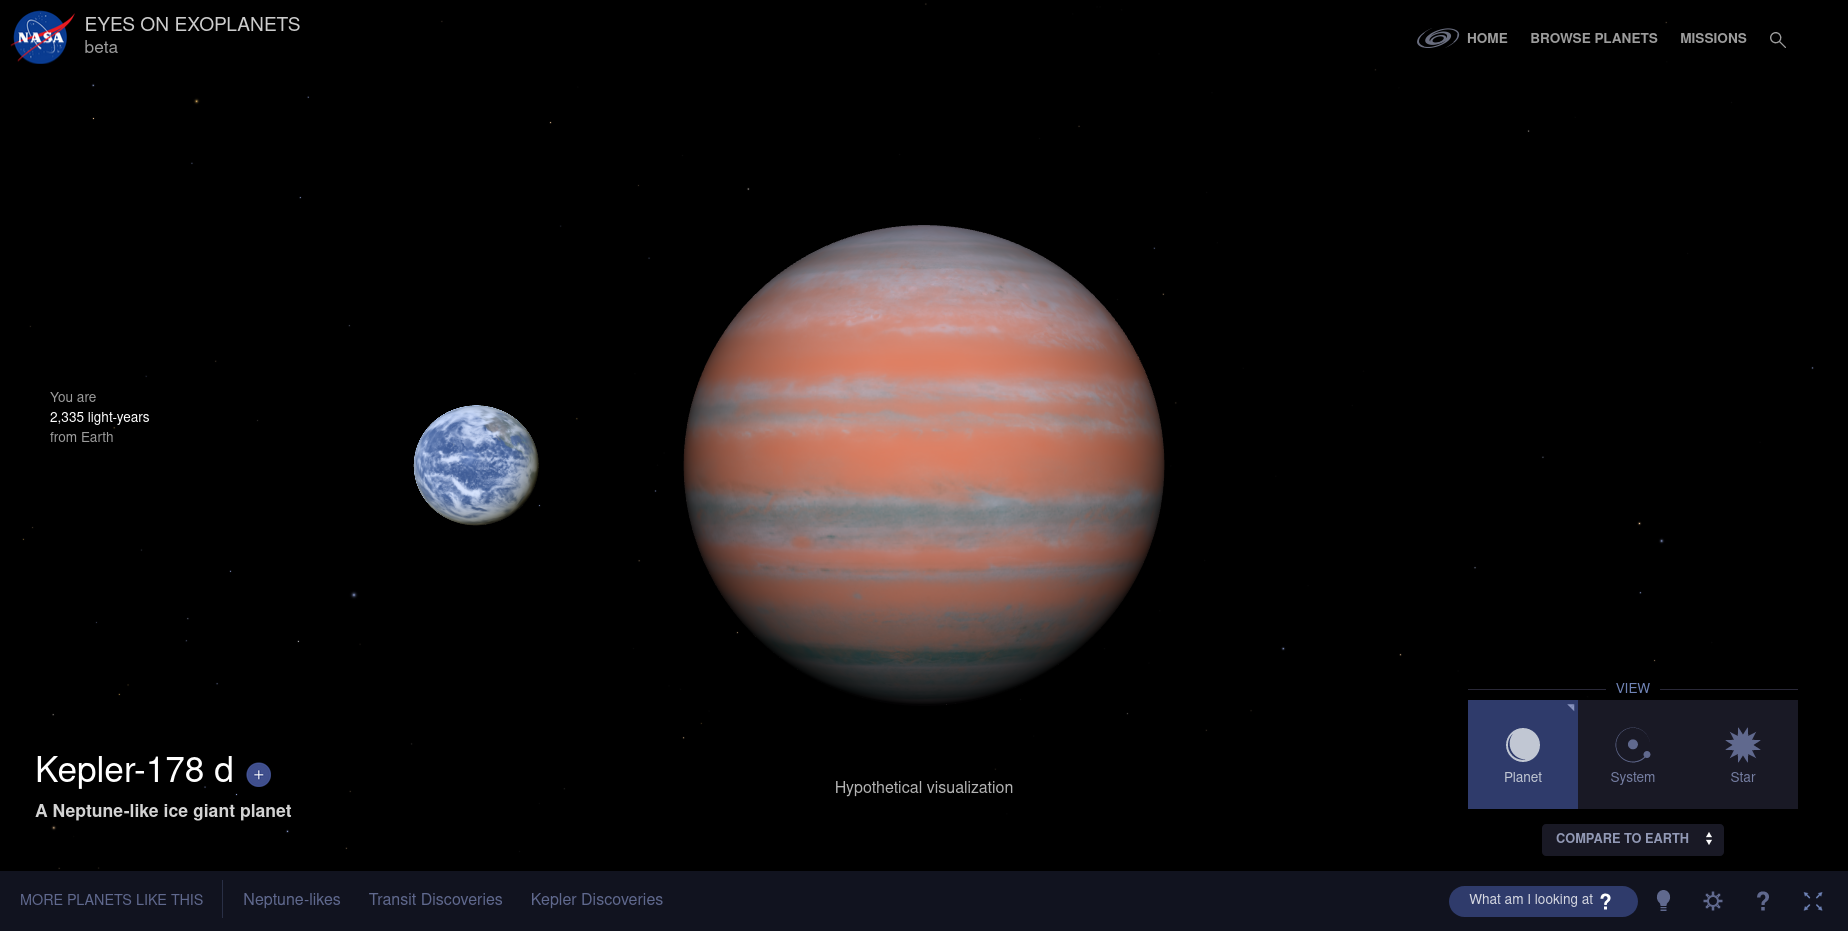 NASA
EYES ON EXOPLANETS
beta
HOME
BROWSE PLANETS
MISSIONS
You are
2,335 light-years
from Earth
Kepler-178 d +
A Neptune-like ice giant planet
Hypothetical visualization
VIEW
Planet
System
Star
COMPARE TO EARTH
MORE PLANETS LIKE THIS
Neptune-likes
Transit Discoveries
Kepler Discoveries
What am I looking at ?
?